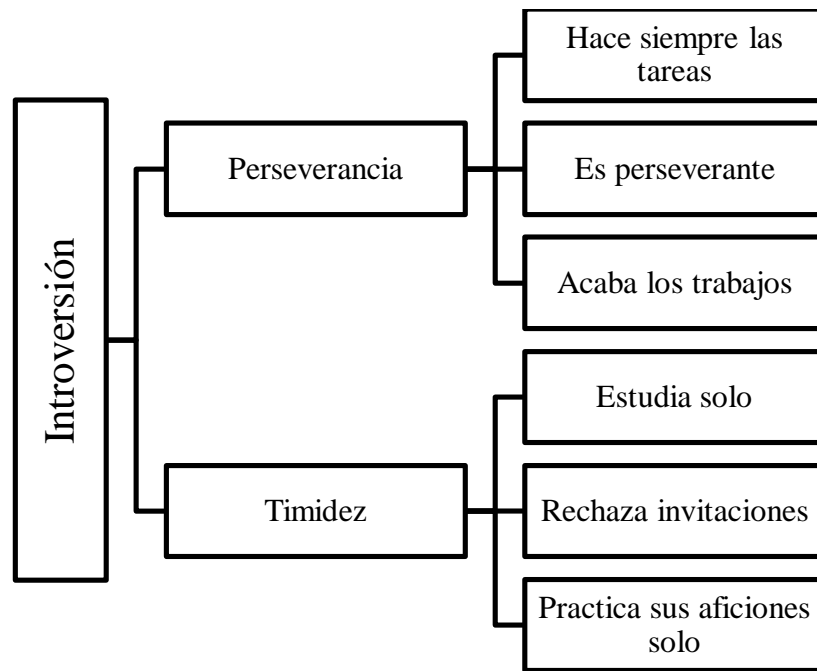 Introversión
Perseverancia
Hace siempre las
tareas
Es perseverante
Acaba los trabajos
Timidez
Estudia solo
Rechaza invitaciones
Practica sus aficiones
solo